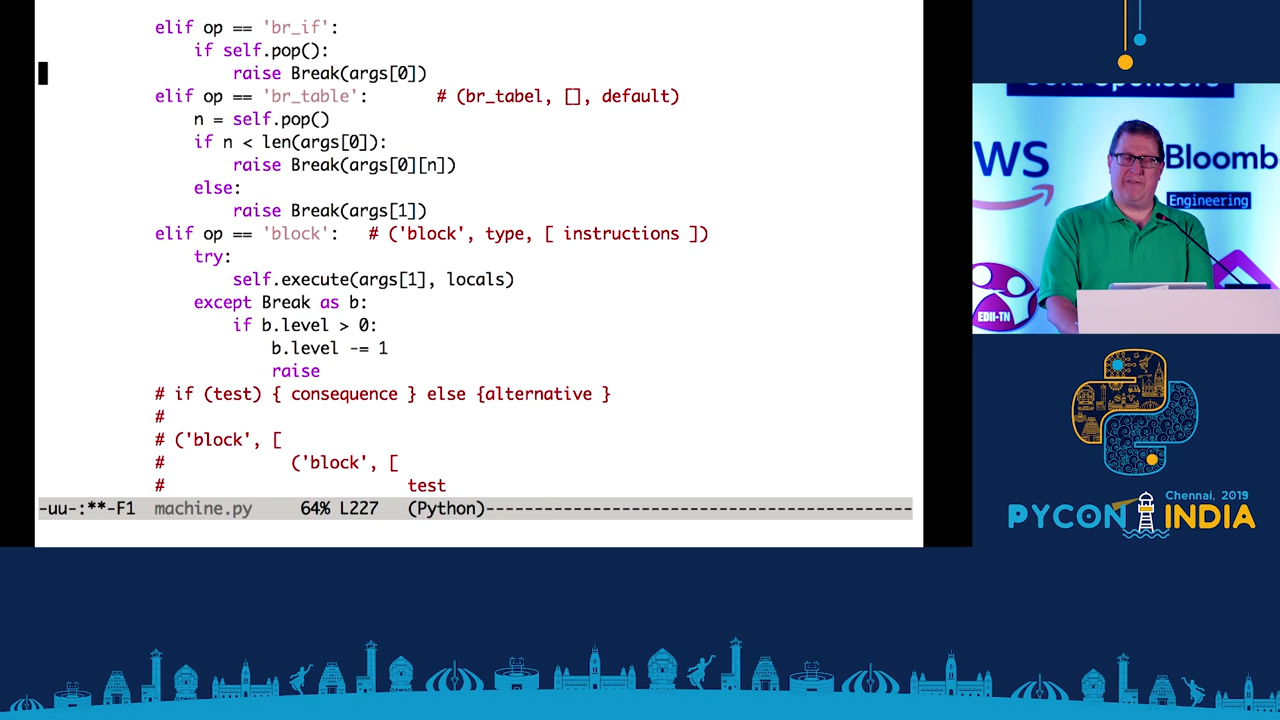 elif op == 'br_if':
if self.pop():
raise Break(args[0])
elif op == 'br_table':       # (br_tabel, [], default)
n = self.pop()
if n < len(args[0]):
raise Break(args[0][n])
else:
raise Break(args[1])
elif op == 'block':   # ('block', type, [ instructions ])
try:
self.execute(args[1], locals)
except Break as b:
if b.level > 0:
b.level -= 1
raise
# if (test) { consequence } else {alternative }
#
# ('block', [
#             ('block', [
#                         test
-uu-:**-F1  machine.py     64% L227   (Python)--------------------------------------------
Sponsors
WS
Bloomb
Engineering
EDII-TN
Chennai, 2019
PYCON INDIA